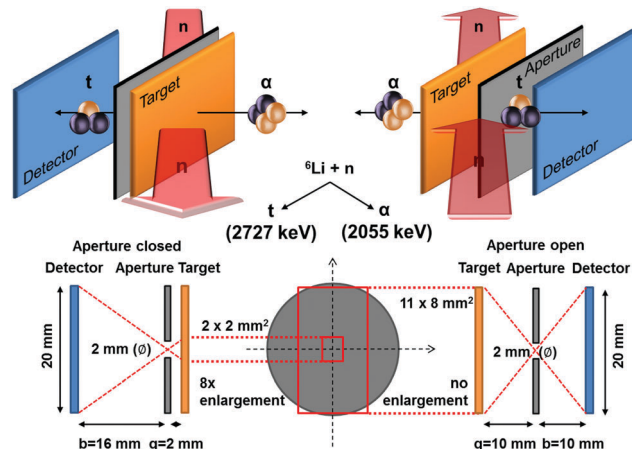 n
t
Target
α
n
Detector
n
α
t
Aperture
Target
n
Detector
⁶Li + n
t
α
(2727 keV)
(2055 keV)
Aperture closed
Detector
Aperture
Target
20 mm
2 mm (∅)
b=16 mm
g=2 mm
2 x 2 mm²
8x
enlargement
Aperture open
Target
Aperture
Detector
11 x 8 mm²
2 mm (∅)
no
enlargement
20 mm
g=10 mm
b=10 mm